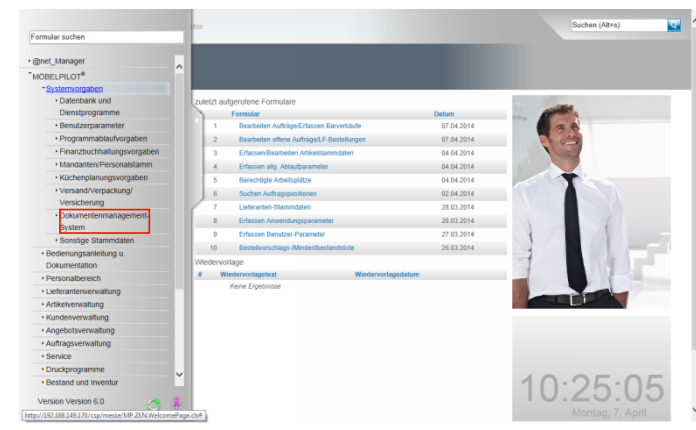 dor
Suchen (Alt+s)
Formular suchen
@net_Manager
MÖBELPILOT®
Systemvorgaben
Datenbank und
Dienstprogramme
Benutzerparameter
Programmablaufvorgaben
Finanzbuchhaltungsvorgaben
Mandanten/Personalstamm
Küchenplanungsvorgaben
Versand/Verpackung/
Versicherung
Dokumentenmanagement-
System
Sonstige Stammdaten
Bedienungsanleitung u.
Dokumentation
Personalbereich
Lieferantenverwaltung
Artikelverwaltung
Kundenverwaltung
Angebotsverwaltung
Auftragsverwaltung
Service
Druckprogramme
Bestand und Inventur
Version Version 6.0
http://192.168.149.170/csp/messe/MP.ZEN.WelcomePage.cls#
zuletzt aufgerufene Formulare
Formular Datum
1 Bearbeiten Aufträge/Erfassen Barverkäufe 07.04.2014
2 Bearbeiten offene Aufträge/LF-Bestellungen 07.04.2014
3 Erfassen/Bearbeiten Artikelstammdaten 04.04.2014
4 Erfassen allg. Ablaufparameter 04.04.2014
5 Berechtigte Arbeitsplätze 04.04.2014
6 Suchen Auftragspositionen 02.04.2014
7 Lieferanten-Stammdaten 28.03.2014
8 Erfassen Anwendungsparameter 28.03.2014
9 Erfassen Benutzer-Parameter 27.03.2014
10 Bestellvorschlags-/Mindestbestandsliste 26.03.2014
Wiedervorlage
# Wiedervorlagetext Wiedervorlagedatum
Keine Ergebnisse
10:25:05
Montag, 7. April